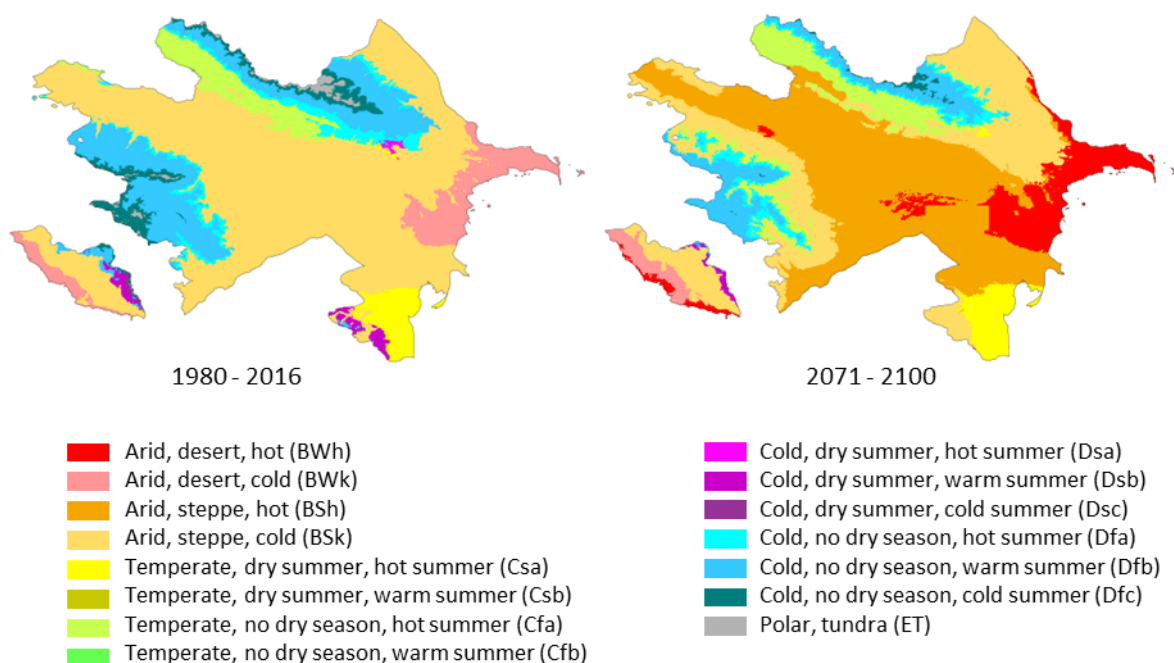 1980 - 2016
2071 - 2100
Arid, desert, hot (BWh)
Arid, desert, cold (BWk)
Arid, steppe, hot (BSh)
Arid, steppe, cold (BSk)
Temperate, dry summer, hot summer (Csa)
Temperate, dry summer, warm summer (Csb)
Temperate, no dry season, hot summer (Cfa)
Temperate, no dry season, warm summer (Cfb)
Cold, dry summer, hot summer (Dsa)
Cold, dry summer, warm summer (Dsb)
Cold, dry summer, cold summer (Dsc)
Cold, no dry season, hot summer (Dfa)
Cold, no dry season, warm summer (Dfb)
Cold, no dry season, cold summer (Dfc)
Polar, tundra (ET)